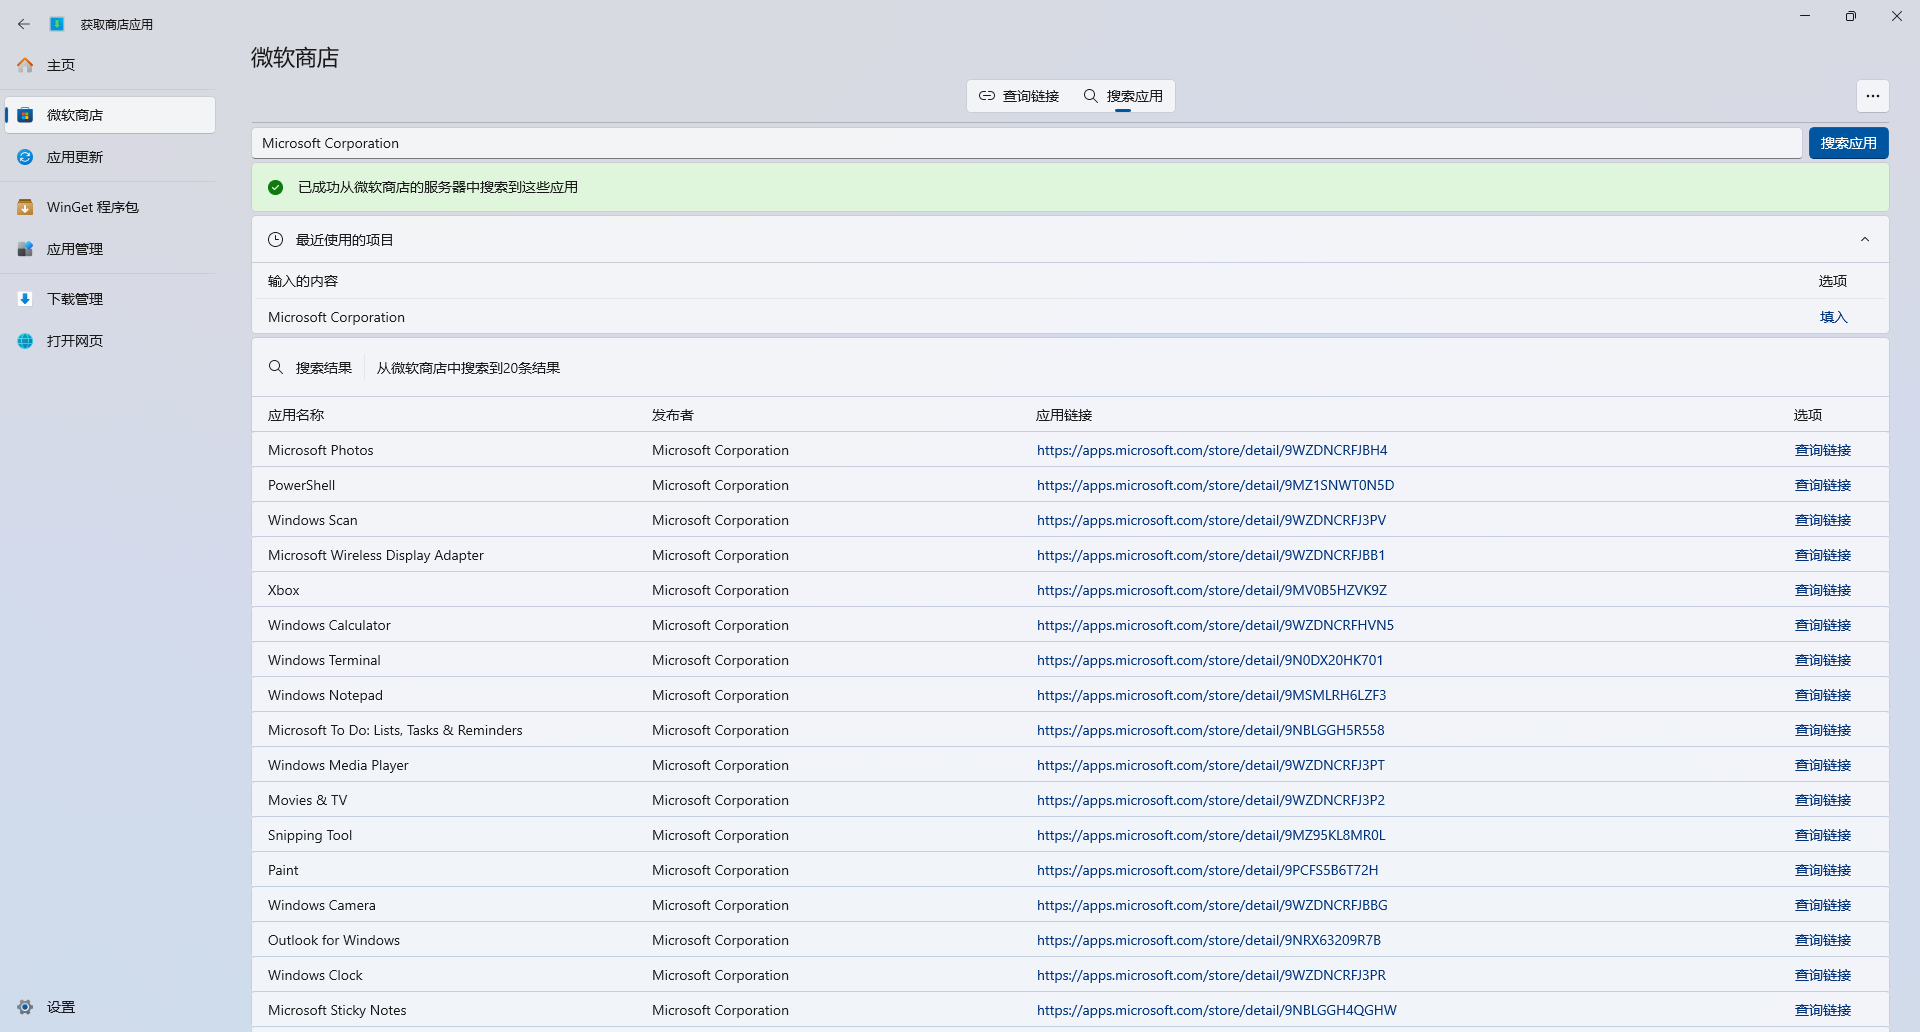 获取商店应用
主页
微软商店
应用更新
WinGet 程序包
应用管理
下载管理
打开网页
设置
微软商店
查询链接 搜索应用
Microsoft Corporation 搜索应用
已成功从微软商店的服务器中搜索到这些应用
最近使用的项目
输入的内容 选项
Microsoft Corporation 填入
搜索结果 从微软商店中搜索到20条结果
应用名称 发布者 应用链接 选项
Microsoft Photos Microsoft Corporation https://apps.microsoft.com/store/detail/9WZDNCRFJBH4 查询链接
PowerShell Microsoft Corporation https://apps.microsoft.com/store/detail/9MZ1SNWT0N5D 查询链接
Windows Scan Microsoft Corporation https://apps.microsoft.com/store/detail/9WZDNCRFJ3PV 查询链接
Microsoft Wireless Display Adapter Microsoft Corporation https://apps.microsoft.com/store/detail/9WZDNCRFJBB1 查询链接
Xbox Microsoft Corporation https://apps.microsoft.com/store/detail/9MV0B5HZVK9Z 查询链接
Windows Calculator Microsoft Corporation https://apps.microsoft.com/store/detail/9WZDNCRFHVN5 查询链接
Windows Terminal Microsoft Corporation https://apps.microsoft.com/store/detail/9N0DX20HK701 查询链接
Windows Notepad Microsoft Corporation https://apps.microsoft.com/store/detail/9MSMLRH6LZF3 查询链接
Microsoft To Do: Lists, Tasks & Reminders Microsoft Corporation https://apps.microsoft.com/store/detail/9NBLGGH5R558 查询链接
Windows Media Player Microsoft Corporation https://apps.microsoft.com/store/detail/9WZDNCRFJ3PT 查询链接
Movies & TV Microsoft Corporation https://apps.microsoft.com/store/detail/9WZDNCRFJ3P2 查询链接
Snipping Tool Microsoft Corporation https://apps.microsoft.com/store/detail/9MZ95KL8MR0L 查询链接
Paint Microsoft Corporation https://apps.microsoft.com/store/detail/9PCFS5B6T72H 查询链接
Windows Camera Microsoft Corporation https://apps.microsoft.com/store/detail/9WZDNCRFJBBG 查询链接
Outlook for Windows Microsoft Corporation https://apps.microsoft.com/store/detail/9NRX63209R7B 查询链接
Windows Clock Microsoft Corporation https://apps.microsoft.com/store/detail/9WZDNCRFJ3PR 查询链接
Microsoft Sticky Notes Microsoft Corporation https://apps.microsoft.com/store/detail/9NBLGGH4QGHW 查询链接